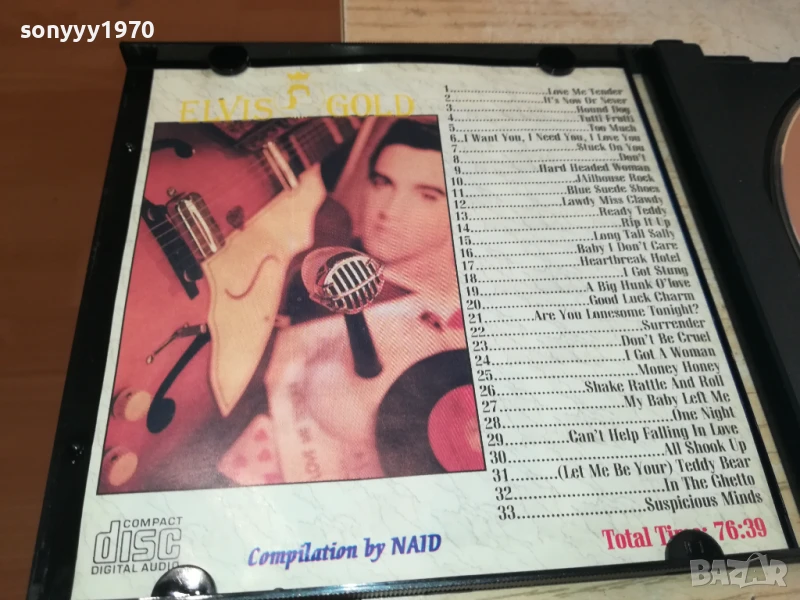 sonyyy1970
ELVIS GOLD
1 Love Me Tender
2 It's Now Or Never
3 Hound Dog
4 Tutti Frutti
5 Too Much
6 I Want You, I Need You, I Love You
7 Stuck On You
8 Don't
9 Hard Headed Woman
10 JAilhouse Rock
11 Blue Suede Shoes
12 Lawdy Miss Clawdy
13 Ready Teddy
14 Rip It Up
15 Long Tall Sally
16 Baby I Don't Care
17 Heartbreak Hotel
18 I Got Stung
19 A Big Hunk O'love
20 Good Luck Charm
21 Are You Lonesome Tonight?
22 Surrender
23 Don't Be Cruel
24 I Got A Woman
25 Money Honey
26 Shake Rattle And Roll
27 My Baby Left Me
28 One Night
29 Can't Help Falling In Love
30 All Shook Up
31 (Let Me Be Your) Teddy Bear
32 In The Ghetto
33 Suspicious Minds
Total Time: 76:39
COMPACT
disc
DIGITAL AUDIO
Compilation by NAID
BAZAR